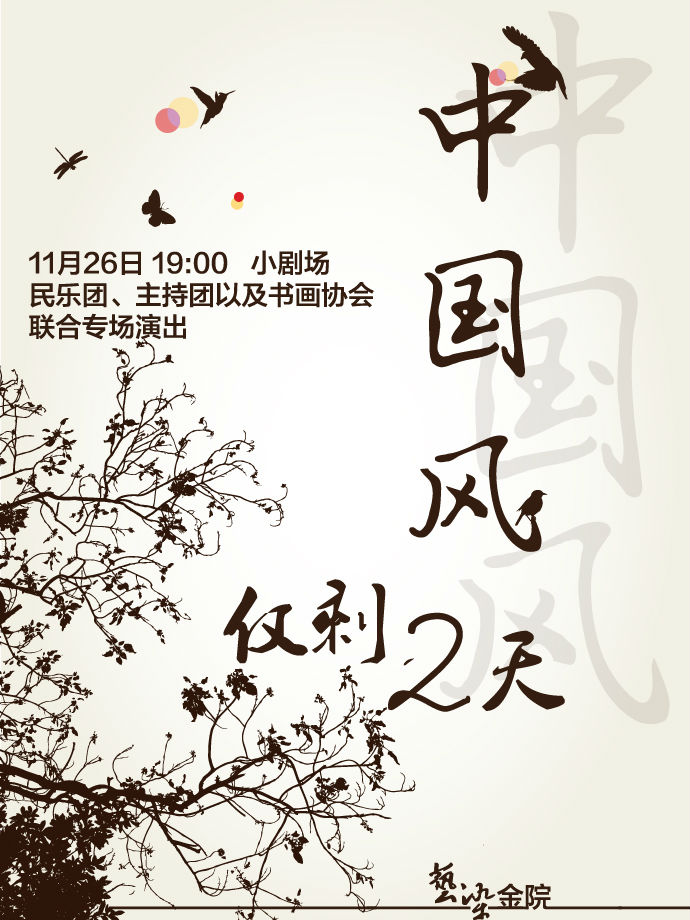 中国风
11月26日 19:00 小剧场
民乐团、主持团以及书画协会
联合专场演出
仅剩2天
藝染金院